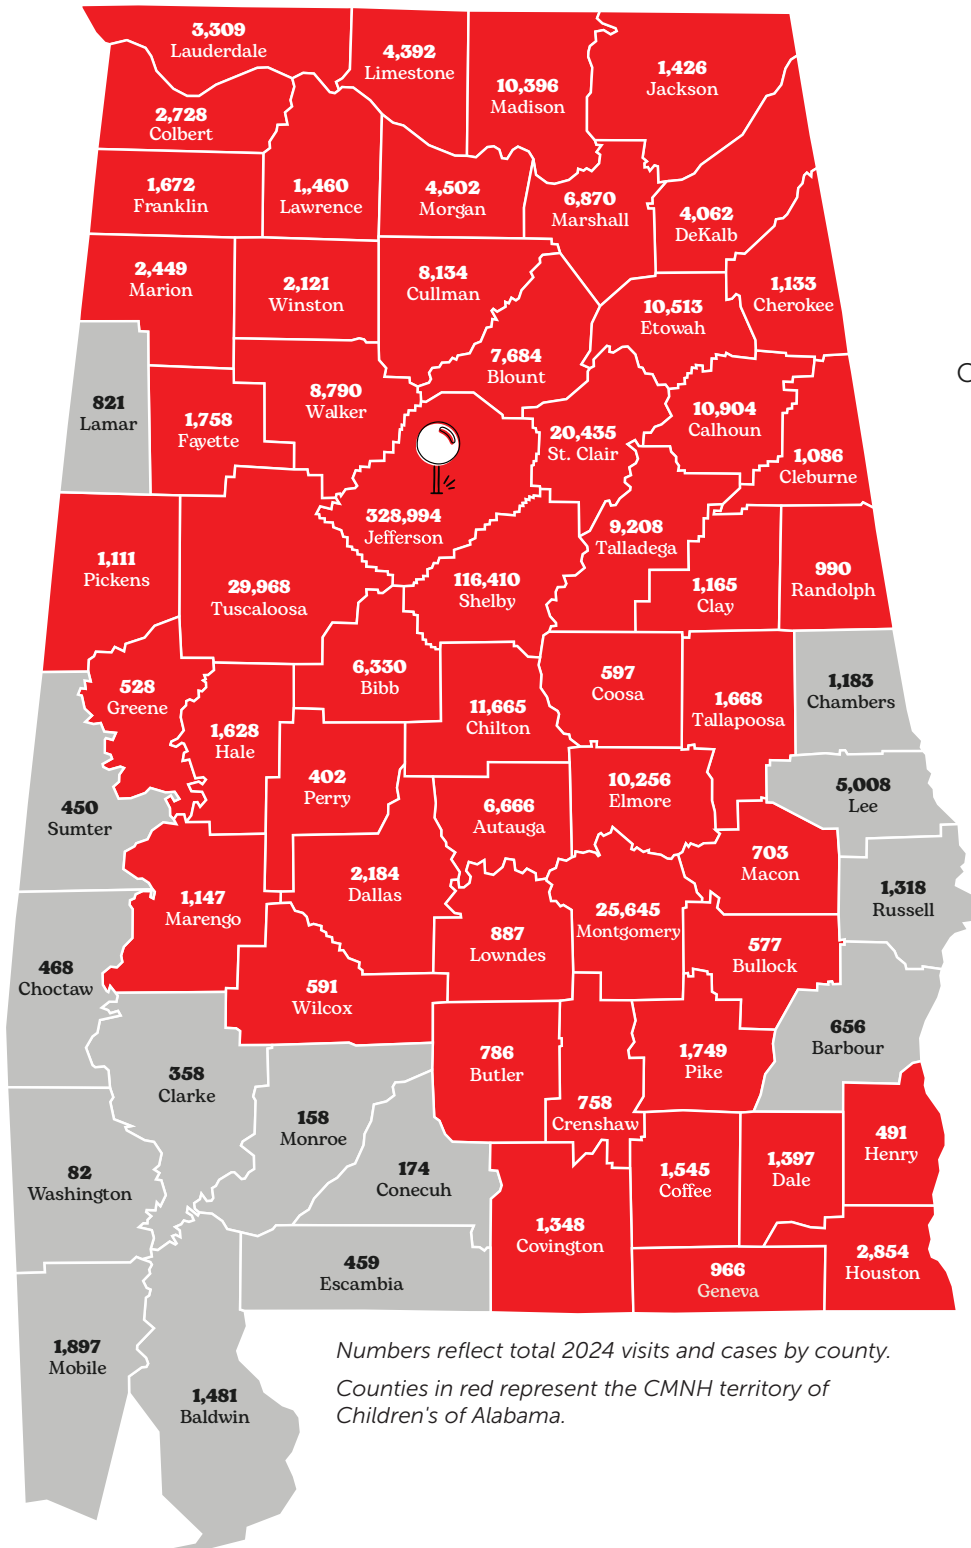 3,309
Lauderdale
4,392
Limestone
10,396
Madison
1,426
Jackson
2,728
Colbert
1,672
Franklin
1,,460
Lawrence
4,502
Morgan
6,870
Marshall
4,062
DeKalb
2,449
Marion
2,121
Winston
8,134
Cullman
10,513
Etowah
1,133
Cherokee
7,684
Blount
C
821
Lamar
1,758
Fayette
8,790
Walker
20,435
St. Clair
10,904
Calhoun
1,086
Cleburne
328,994
Jefferson
9,208
Talladega
1,111
Pickens
29,968
Tuscaloosa
116,410
Shelby
1,165
Clay
990
Randolph
528
Greene
6,330
Bibb
597
Coosa
1,668
Tallapoosa
1,183
Chambers
1,628
Hale
11,665
Chilton
402
Perry
10,256
Elmore
5,008
Lee
450
Sumter
6,666
Autauga
703
Macon
1,147
Marengo
2,184
Dallas
1,318
Russell
25,645
Montgomery
887
Lowndes
577
Bullock
468
Choctaw
591
Wilcox
656
Barbour
358
Clarke
786
Butler
1,749
Pike
158
Monroe
758
Crenshaw
491
Henry
82
Washington
174
Conecuh
1,545
Coffee
1,397
Dale
1,348
Covington
459
Escambia
966
Geneva
2,854
Houston
1,897
Mobile
1,481
Baldwin
Numbers reflect total 2024 visits and cases by county.
Counties in red represent the CMNH territory of
Children's of Alabama.